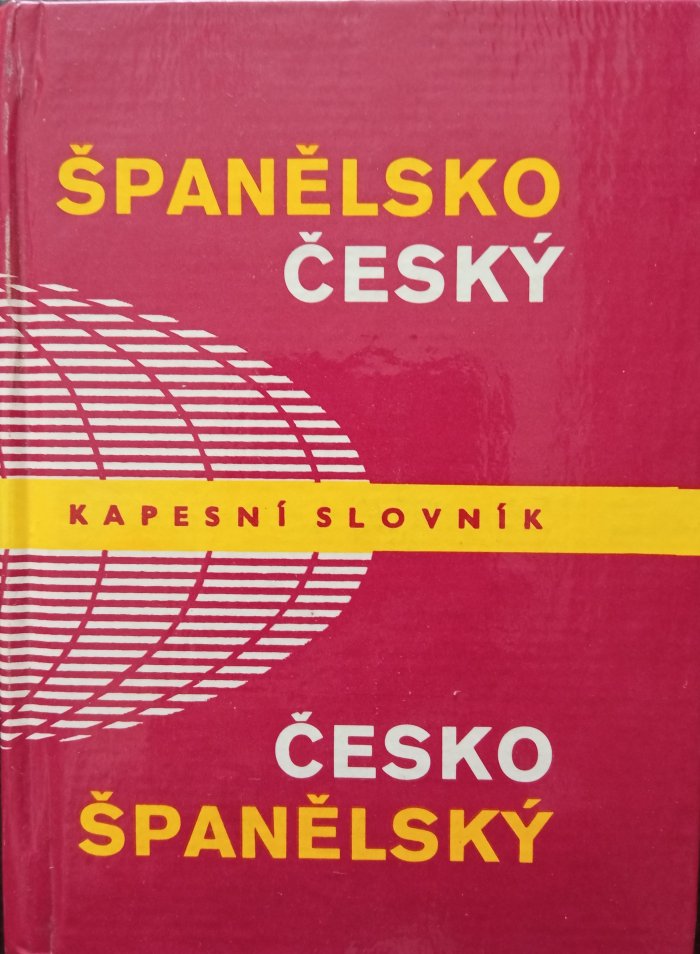 ŠPANĚLSKO
ČESKÝ
KAPESNÍ SLOVNÍK
ČESKO
ŠPANĚLSKÝ